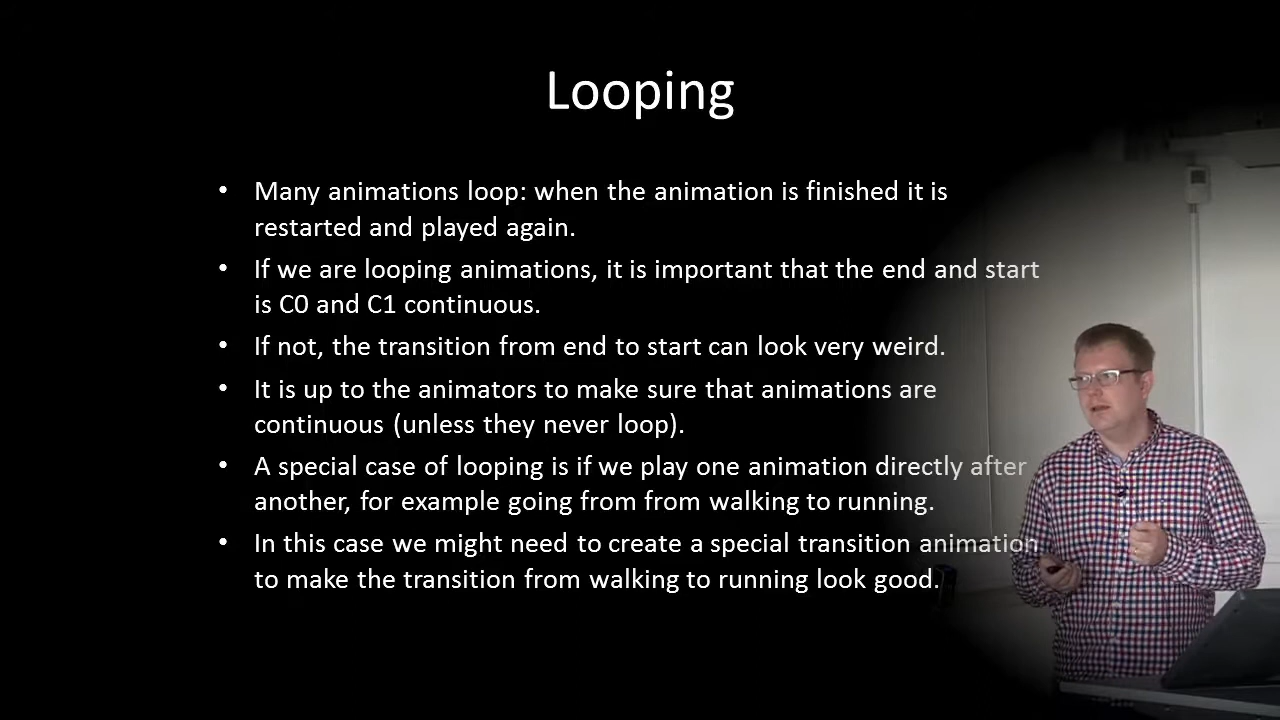 Looping
• Many animations loop: when the animation is finished it is
restarted and played again.
• If we are looping animations, it is important that the end and start
is C0 and C1 continuous.
• If not, the transition from end to start can look very weird.
• It is up to the animators to make sure that animations are
continuous (unless they never loop).
• A special case of looping is if we play one animation directly after
another, for example going from from walking to running.
• In this case we might need to create a special transition animation
to make the transition from walking to running look good.